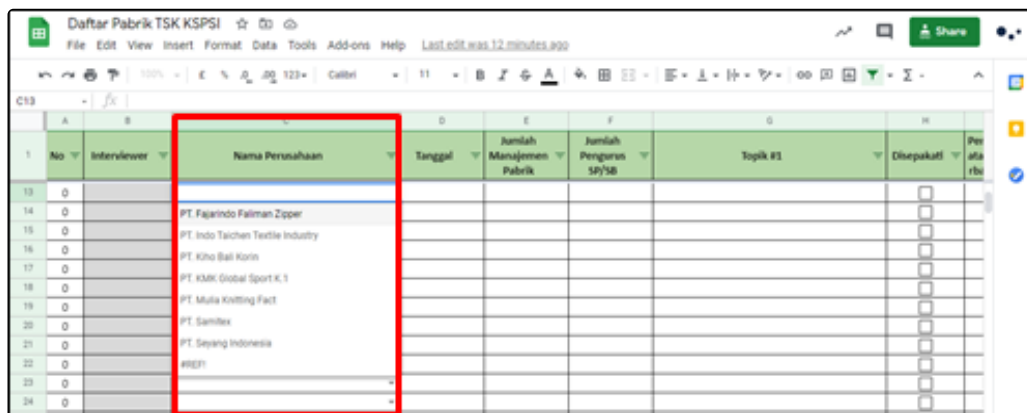 Daftar Pabrik TSK KSPSI
File Edit View Insert Format Data Tools Add-ons Help Last edit was 12 minutes ago
Share
100% £ % .0 .00 123 Calibri 11 B I S A
C13 fx
A B C D E F G H
1 No Interviewer Nama Perusahaan Tanggal Jumlah Manajemen Pabrik Jumlah Pengurus SP/SB Topik #1 Disepakati
13 0
PT. Fajarindo Faliman Zipper
14 0
PT. Indo Taichen Textile Industry
15 0
16 0
PT. Kiho Bali Korin
17 0
PT. KMK Global Sport K.1
18 0
PT. Mulia Knitting Fact
19 0
20 0
PT. Samitex
21 0
PT. Seyang Indonesia
22 0
#REF!
23 0
24 0